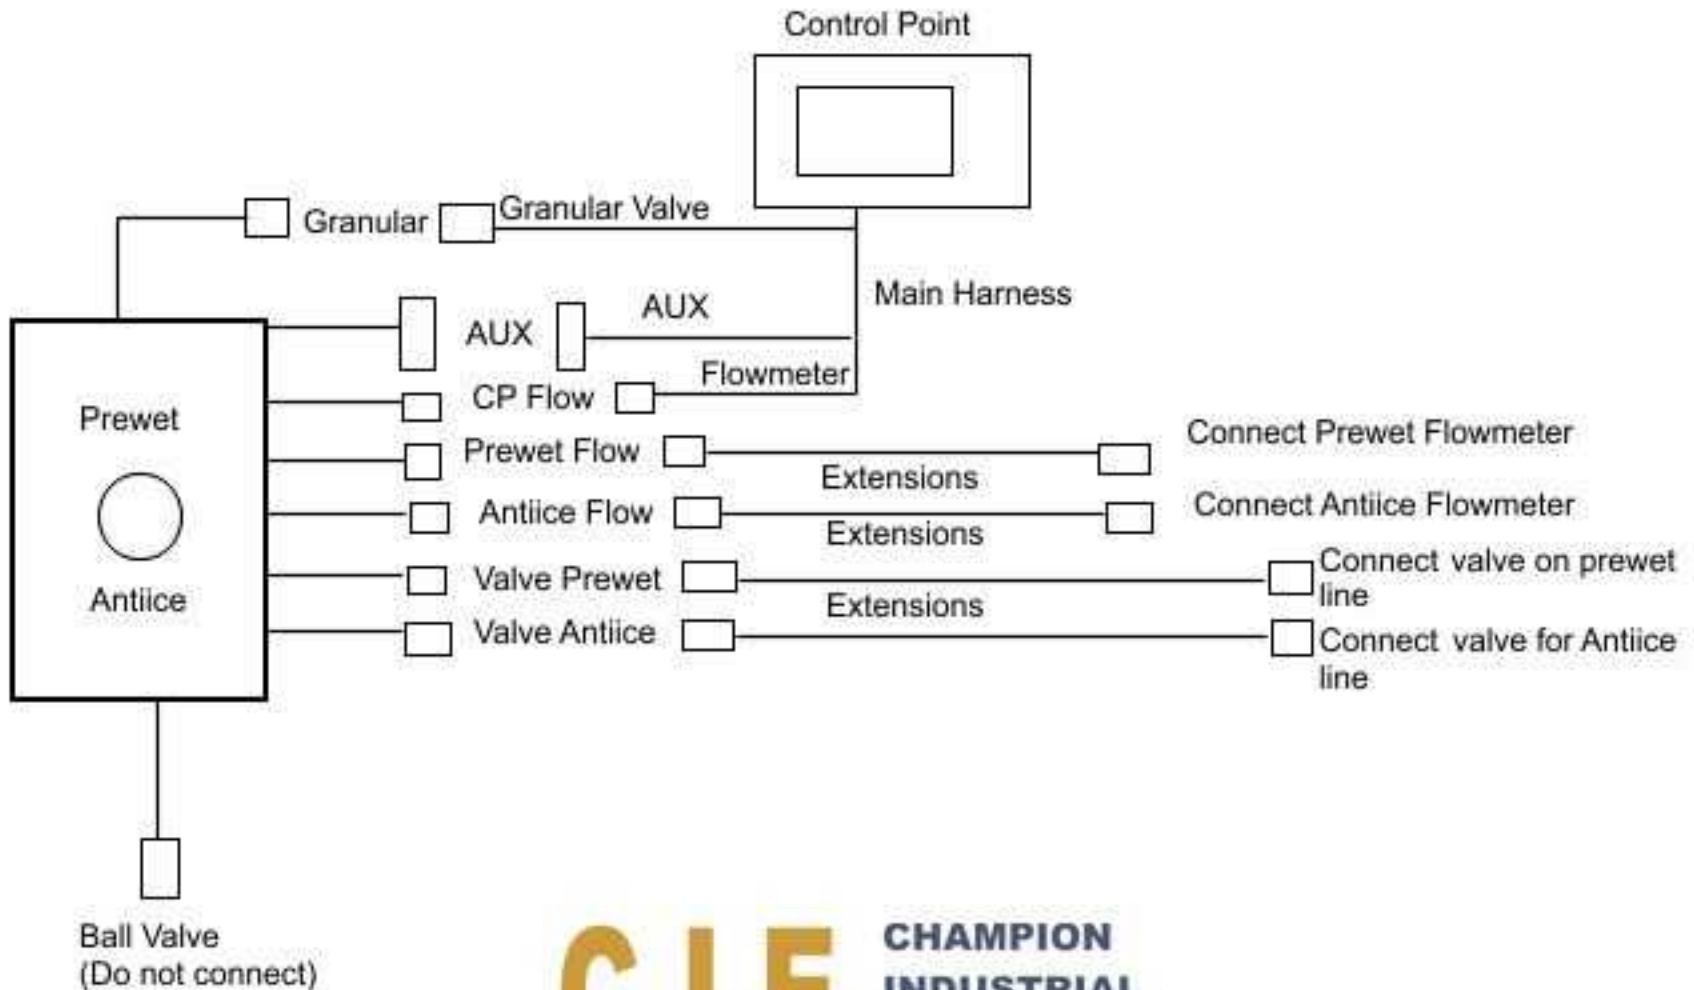 Control Point
Granular
Granular Valve
Main Harness
AUX
AUX
Flowmeter
CP Flow
Prewet
Prewet Flow
Extensions
Connect Prewet Flowmeter
Antiice Flow
Extensions
Connect Antiice Flowmeter
Valve Prewet
Extensions
Connect valve on prewet
line
Antiice
Valve Antiice
Connect valve for Antiice
line
Ball Valve
(Do not connect)
CIE
CHAMPION
INDUSTRIAL